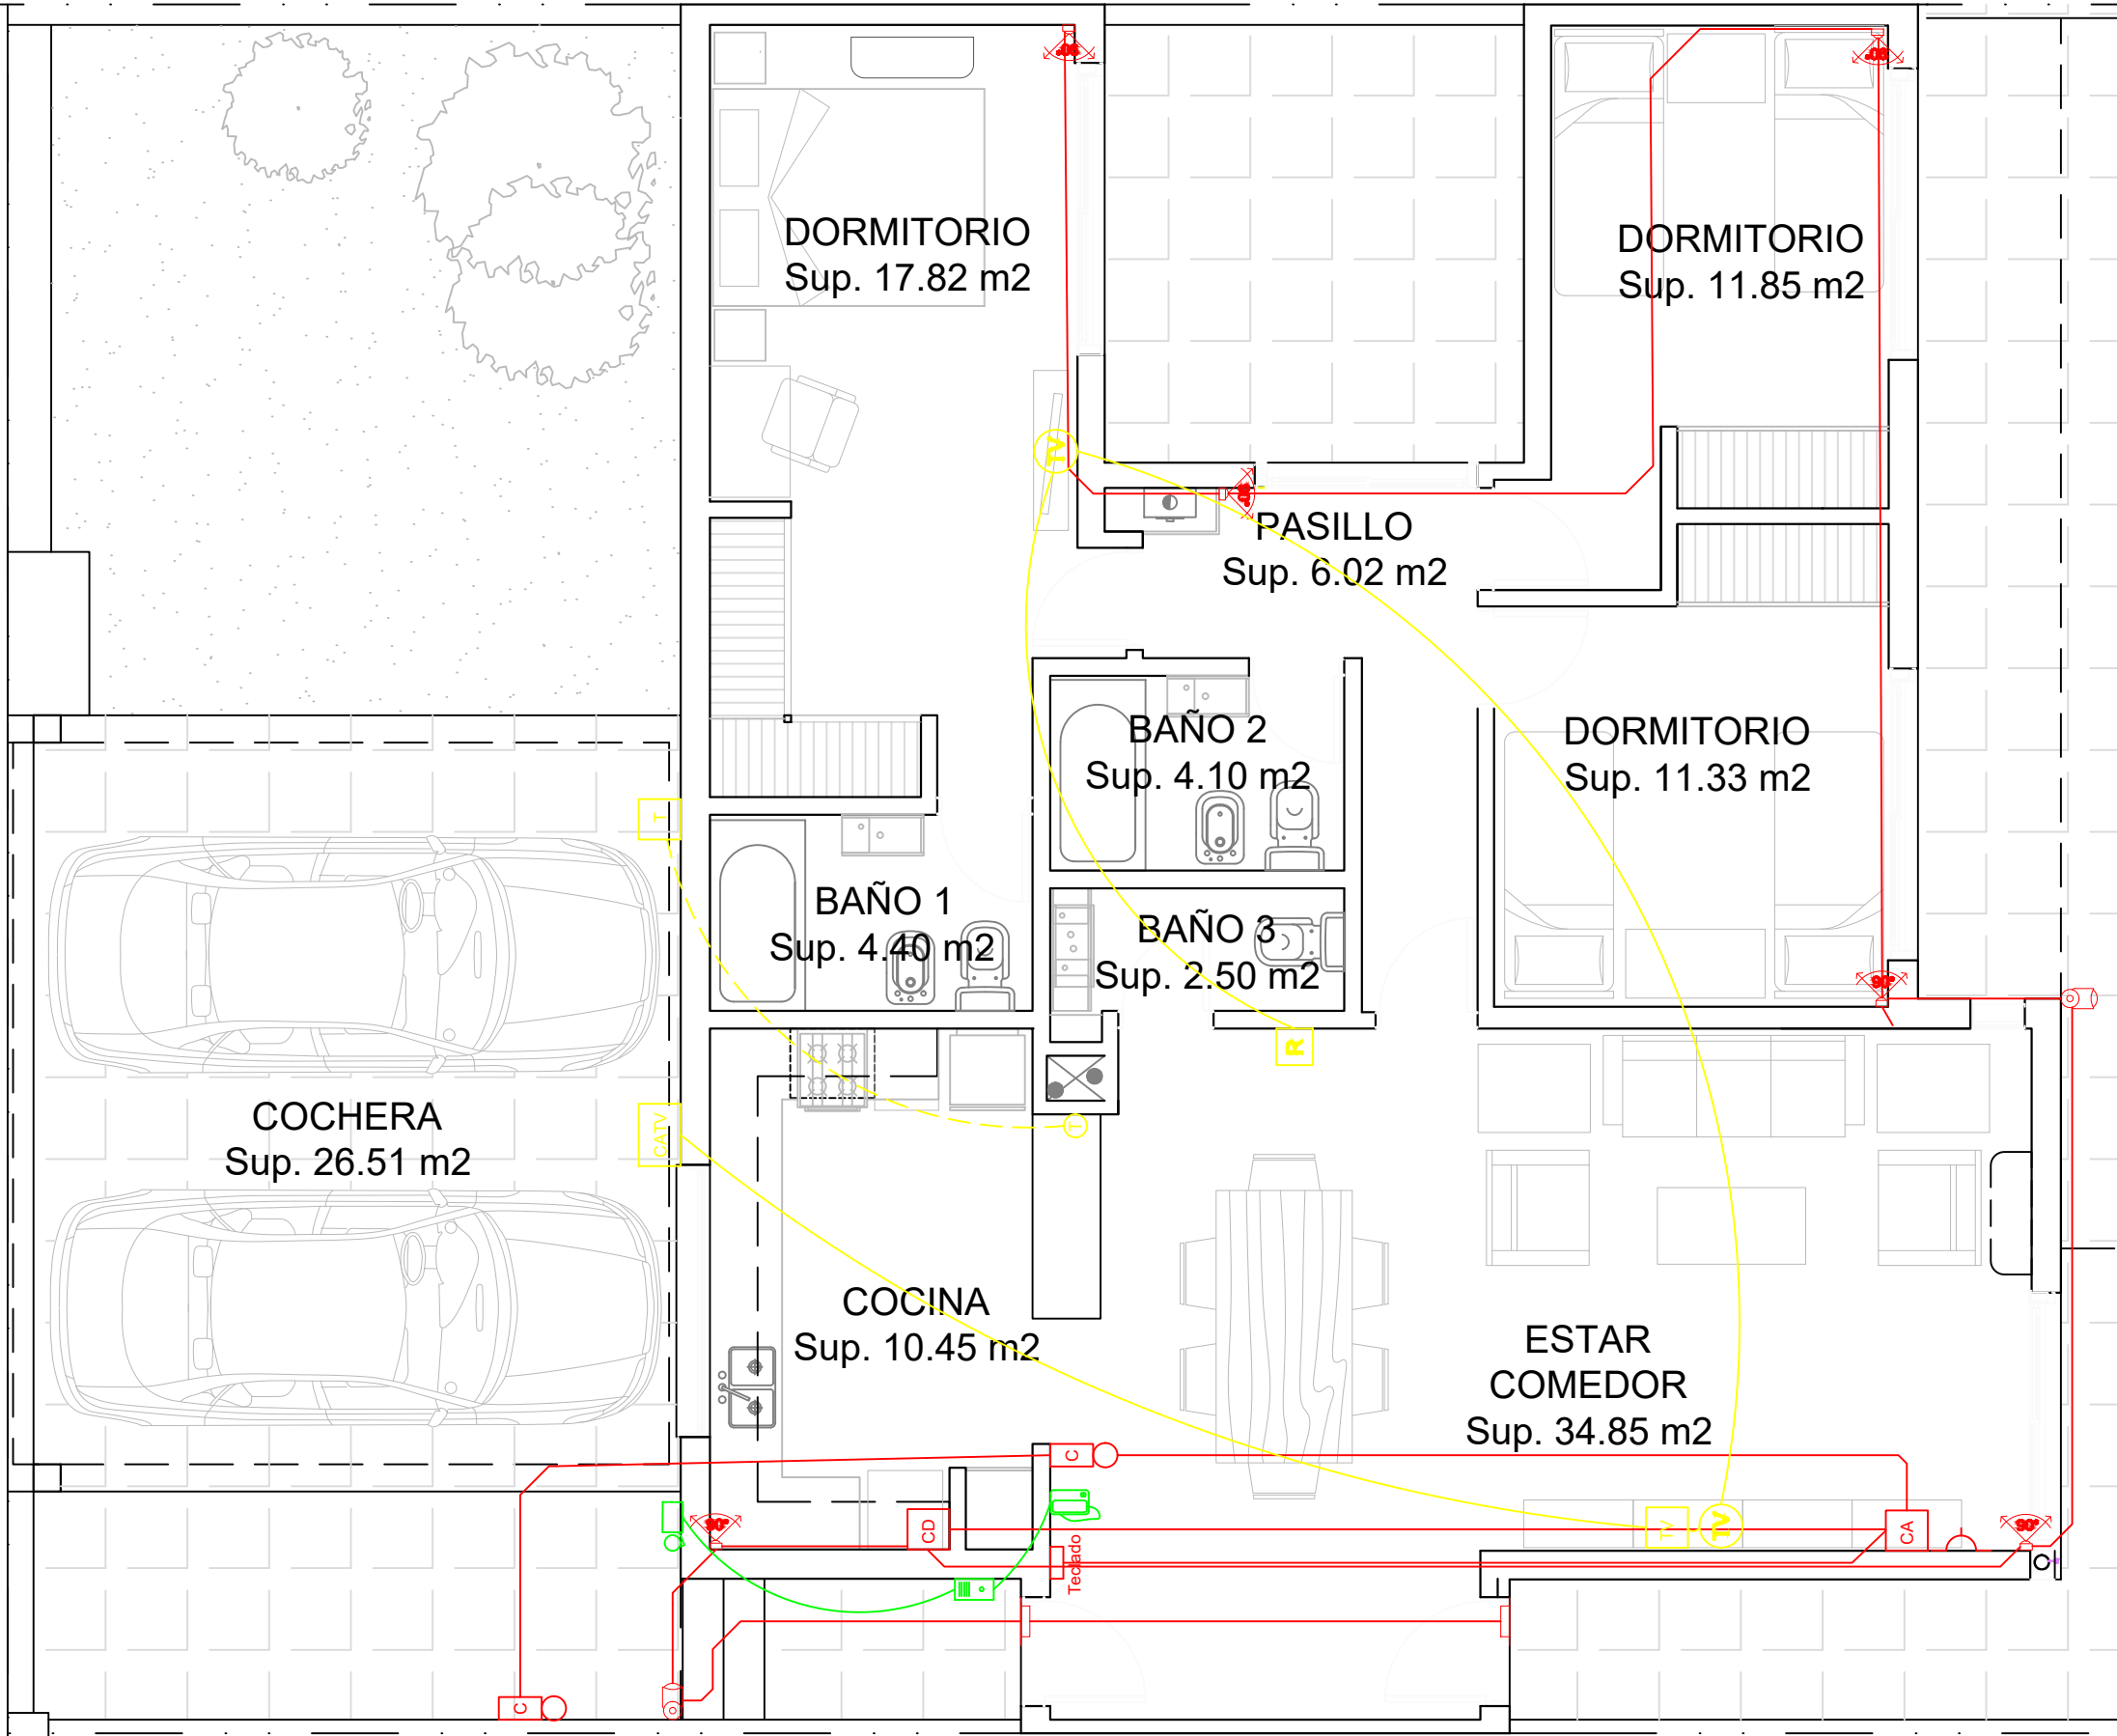 90°
90°
DORMITORIO
Sup. 17.82 m2
DORMITORIO
Sup. 11.85 m2
TV
90°
PASILLO
Sup. 6.02 m2
BAÑO 2
Sup. 4.10 m2
DORMITORIO
Sup. 11.33 m2
T
BAÑO 1
Sup. 4.40 m2
BAÑO 3
Sup. 2.50 m2
90°
R
COCHERA
Sup. 26.51 m2
CATV
T
COCINA
Sup. 10.45 m2
ESTAR
COMEDOR
Sup. 34.85 m2
C
90°
CD
TV
TV
CA
90°
Teclado
C